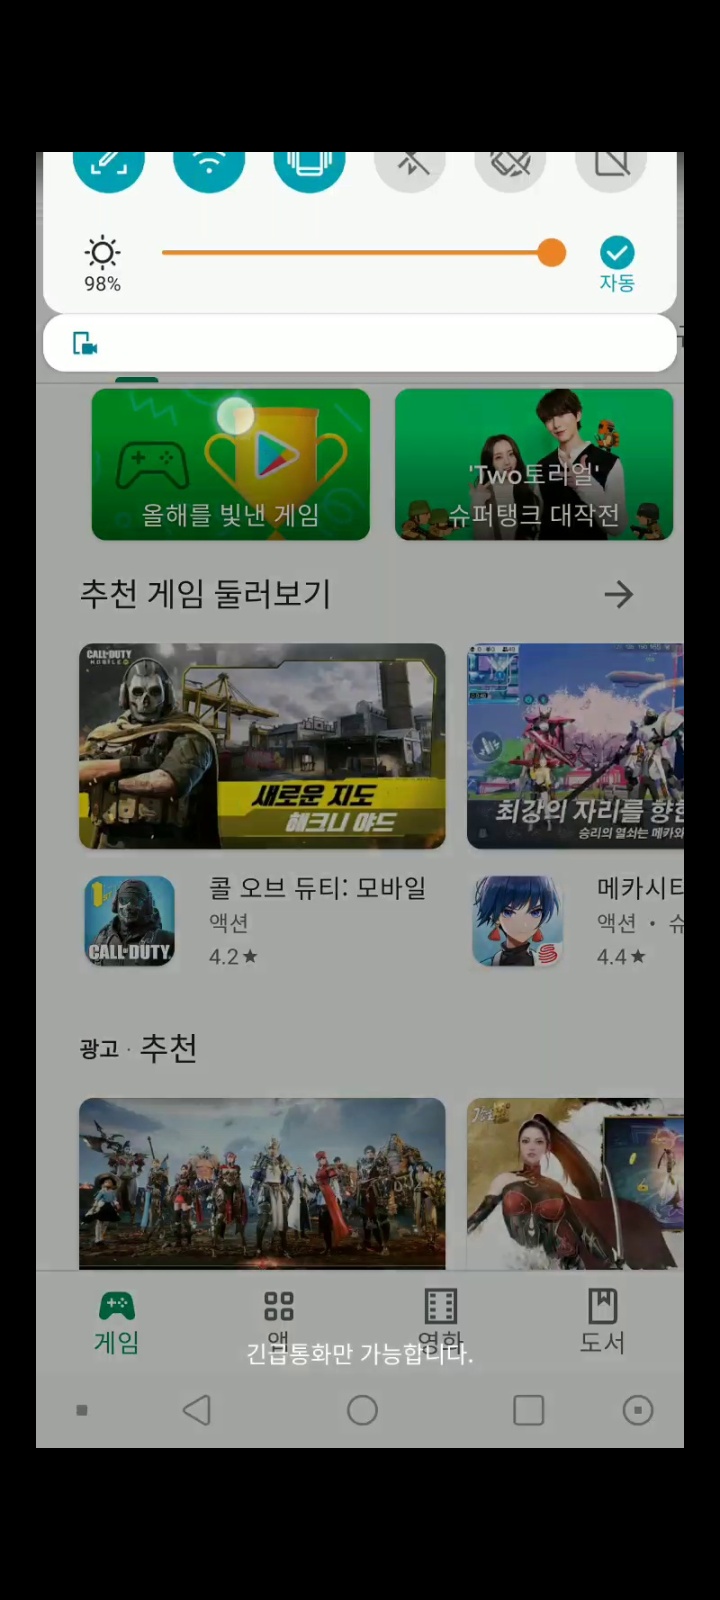 98%
자동
올해를 빛낸 게임
'Two토리얼'
슈퍼탱크 대작전
추천 게임 둘러보기
CALL·DUTY
MOBILE
새로운 지도
해크니 야드
최강의 자리를 향한
승리의 열쇠는 메카와
CALL·DUTY
콜 오브 듀티: 모바일
액션
4.2★
메카시티
액션 • 슈
4.4★
광고 · 추천
게임
앱
영화
도서
긴급통화만 가능합니다.